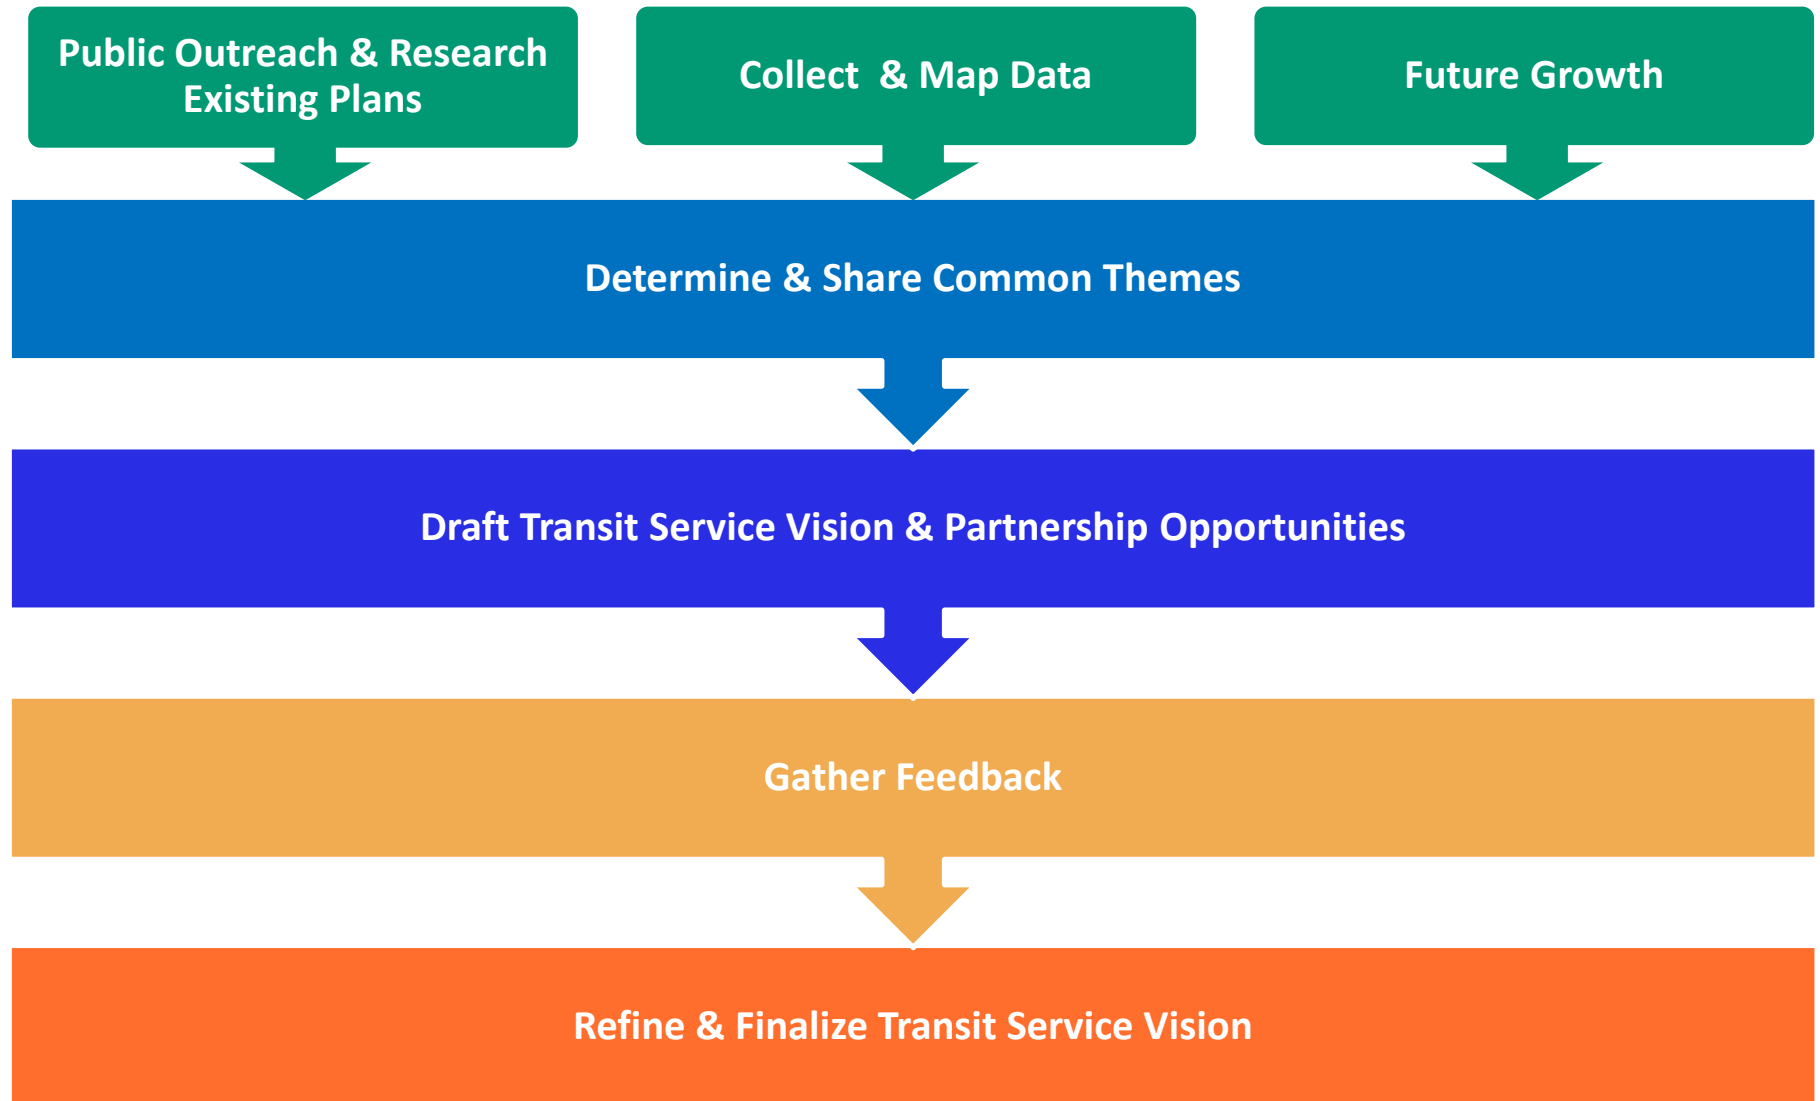 Public Outreach & Research
Existing Plans
Collect  & Map Data
Future Growth
Determine & Share Common Themes
Draft Transit Service Vision & Partnership Opportunities
Gather Feedback
Refine & Finalize Transit Service Vision